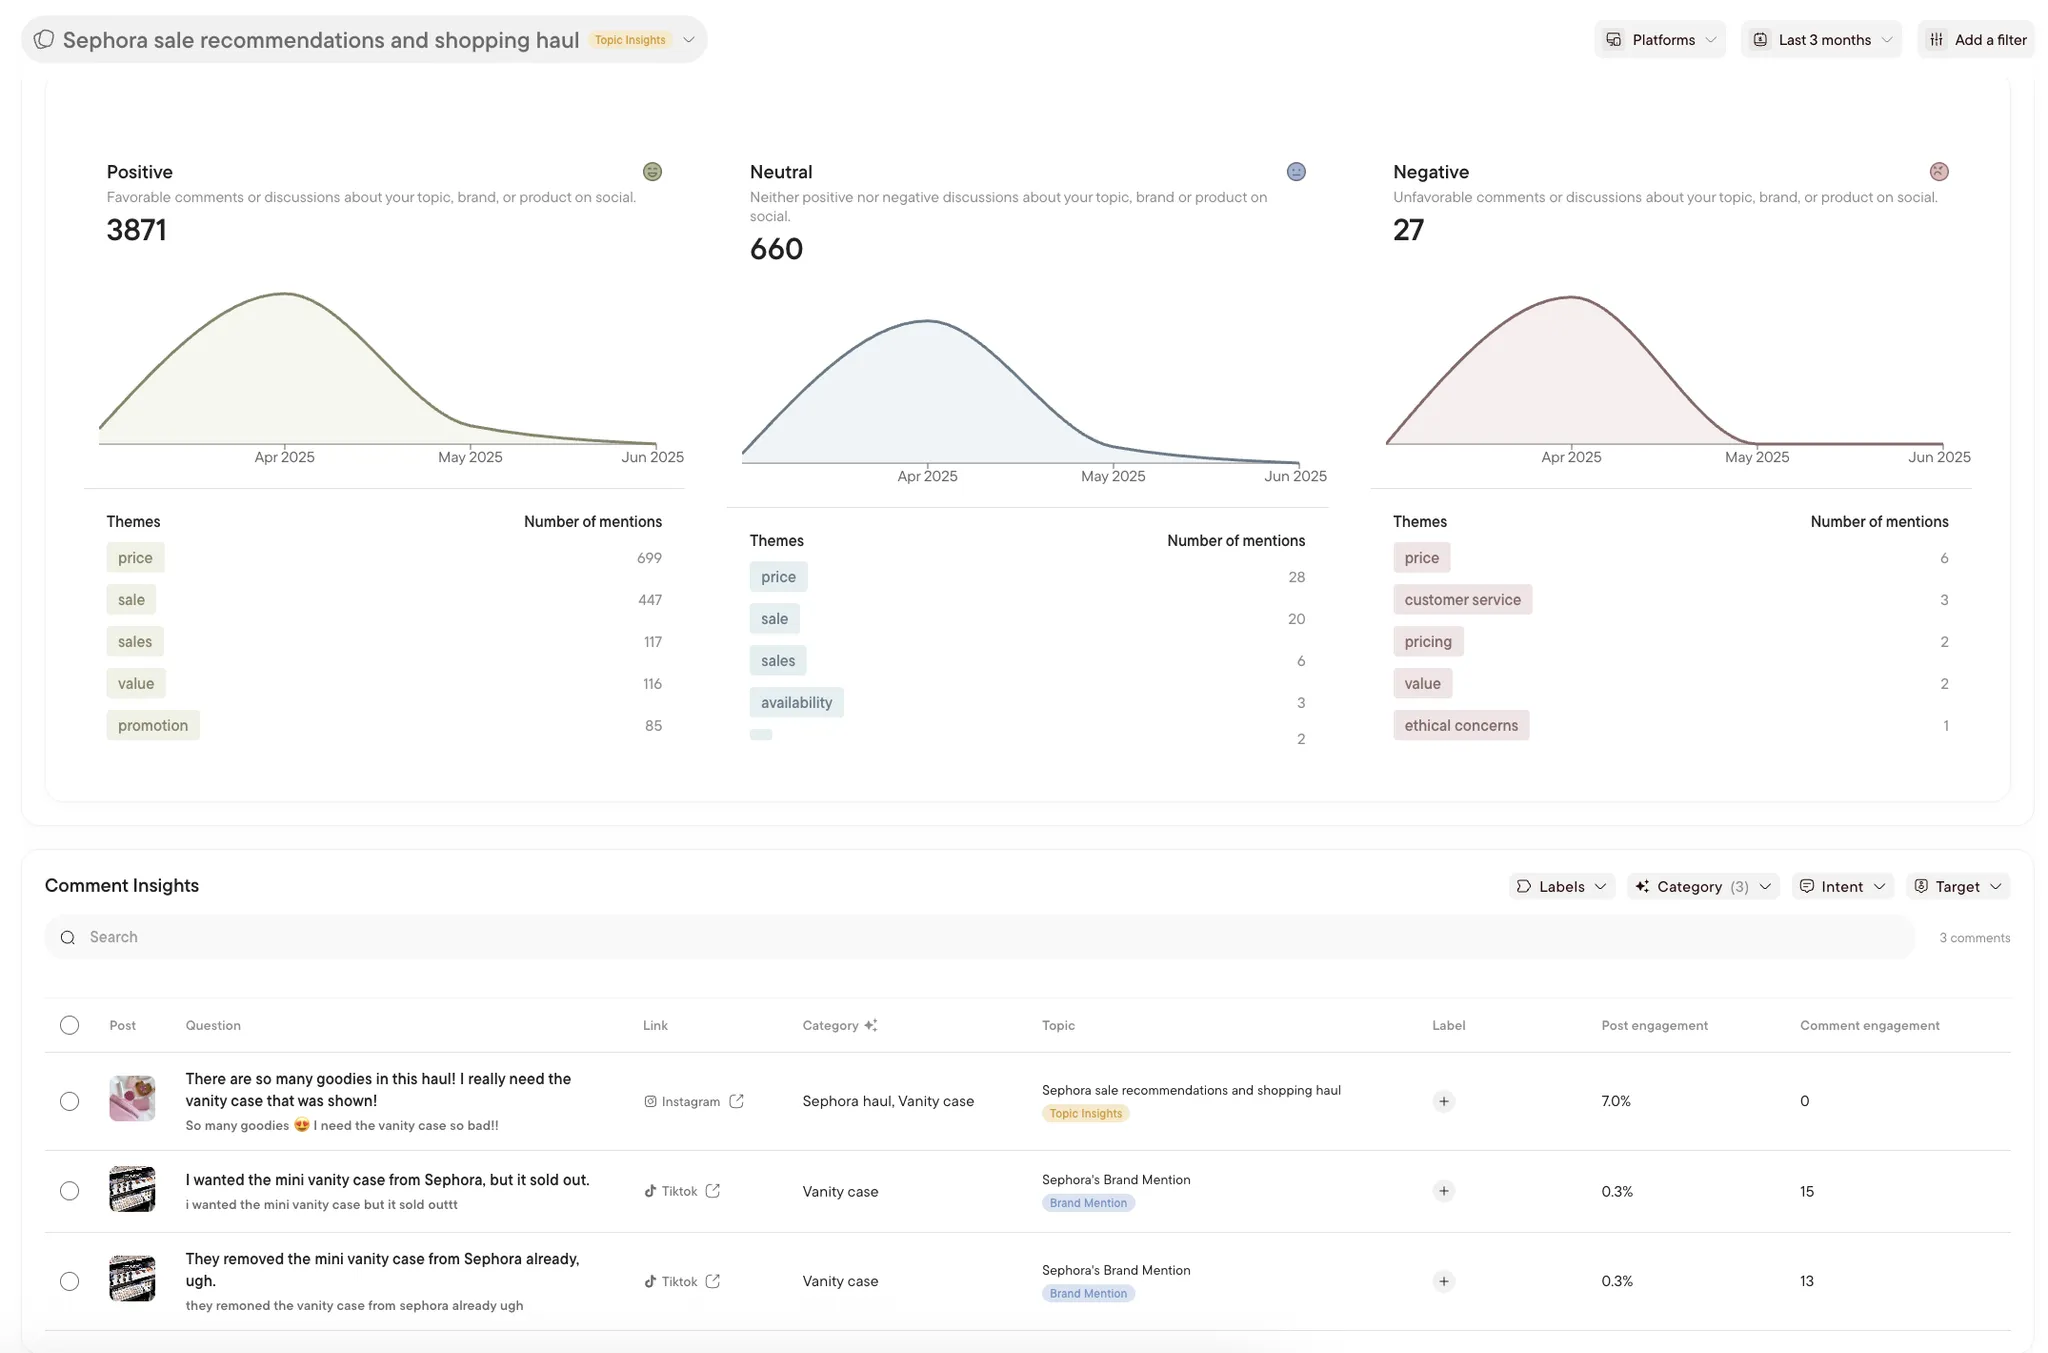 Sephora sale recommendations and shopping haul Topic Insights
Platforms
Last 3 months
Add a filter
Positive
Favorable comments or discussions about your topic, brand, or product on social.
3871
Apr 2025 May 2025 Jun 2025
Themes Number of mentions
price 699
sale 447
sales 117
value 116
promotion 85
Neutral
Neither positive nor negative discussions about your topic, brand or product on
social.
660
Apr 2025 May 2025 Jun 2025
Themes Number of mentions
price 28
sale 20
sales 6
availability 3
2
Negative
Unfavorable comments or discussions about your topic, brand, or product on social.
27
Apr 2025 May 2025 Jun 2025
Themes Number of mentions
price 6
customer service 3
pricing 2
value 2
ethical concerns 1
Comment Insights
Labels
Category (3)
Intent
Target
Search
3 comments
Post Question Link Category Topic Label Post engagement Comment engagement
There are so many goodies in this haul! I really need the
vanity case that was shown!
So many goodies 😍 I need the vanity case so bad!!
Instagram
Sephora haul, Vanity case
Sephora sale recommendations and shopping haul
Topic Insights
+
7.0%
0
I wanted the mini vanity case from Sephora, but it sold out.
i wanted the mini vanity case but it sold outtt
Tiktok
Vanity case
Sephora's Brand Mention
Brand Mention
+
0.3%
15
They removed the mini vanity case from Sephora already,
ugh.
they remoned the vanity case from sephora already ugh
Tiktok
Vanity case
Sephora's Brand Mention
Brand Mention
+
0.3%
13